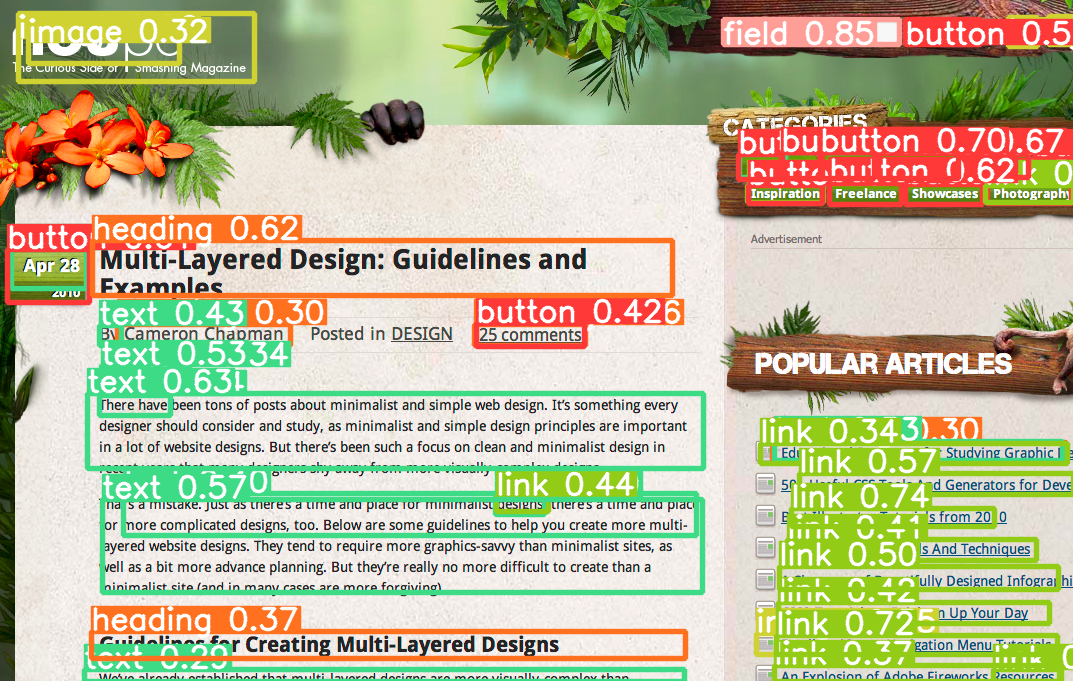 image 0.32
The Curious Side of Smashing Magazine
field 0.85
button 0.5
CATEGORIES
button 0.70
.67
button 0.62
Inspiration Freelance Showcases Photography
Advertisement
button
heading 0.62
Apr 28
2010
Multi-Layered Design: Guidelines and
Examples
text 0.43 0.30
button 0.426
By Cameron Chapman Posted in DESIGN 25 comments
text 0.5334
text 0.631
There have been tons of posts about minimalist and simple web design. It's something every
designer should consider and study, as minimalist and simple design principles are important
in a lot of website designs. But there's been such a focus on clean and minimalist design in
recent years that many designers shy away from more visually-complex designs.
text 0.570
link 0.44
That's a mistake. Just as there's a time and place for minimalist designs, there's a time and place
for more complicated designs, too. Below are some guidelines to help you create more multi-
layered website designs. They tend to require more graphics-savvy than minimalist sites, as
well as a bit more advance planning. But they're really no more difficult to create than a
minimalist site (and in many cases are more forgiving).
heading 0.37
Guidelines for Creating Multi-Layered Designs
text 0.29
We've already established that multi-layered designs are more visually complex than
POPULAR ARTICLES
link 0.343
0.30
Studying Graphic
link 0.57
Useful CSS Tools And Generators for Deve
link 0.74
from 2010
link 0.41
link 0.50
And Techniques
Designed Infographi
link 0.42
Up Your Day
link 0.725
Menu Tutorials
link 0.37
link
An Explosion of Adobe Fireworks Resources